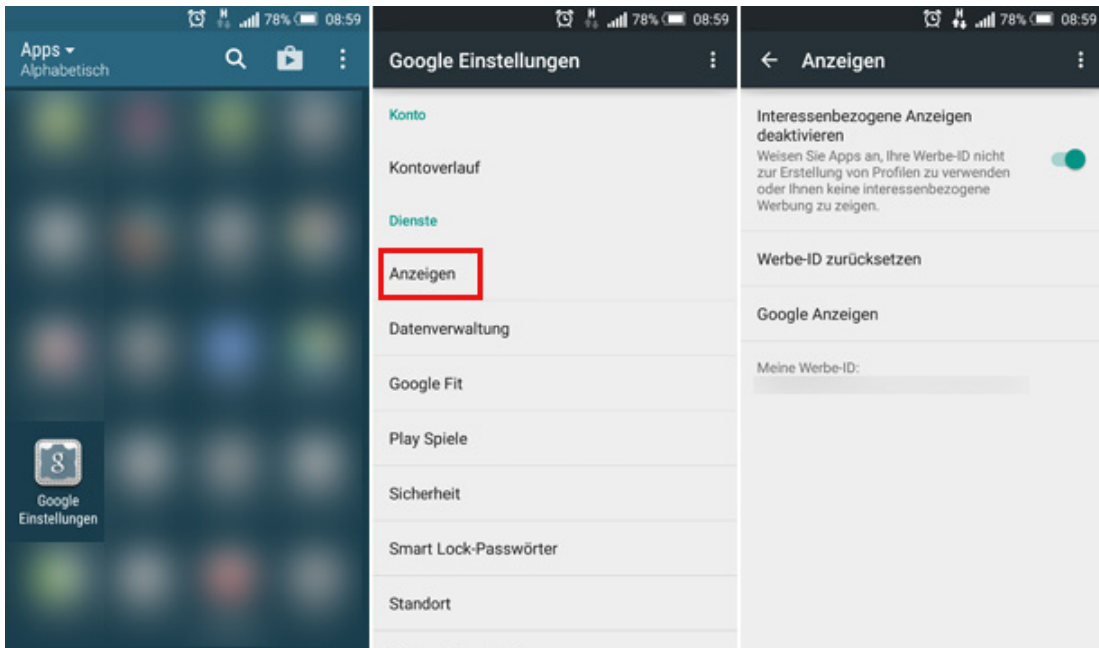 78% 08:59
Apps
Alphabetisch
Google
Einstellungen
H 78% 08:59
Google Einstellungen
Konto
Kontoverlauf
Dienste
Anzeigen
Datenverwaltung
Google Fit
Play Spiele
Sicherheit
Smart Lock-Passwörter
Standort
H 78% 08:59
Anzeigen
Interessenbezogene Anzeigen
deaktivieren
Weisen Sie Apps an, Ihre Werbe-ID nicht
zur Erstellung von Profilen zu verwenden
oder Ihnen keine interessenbezogene
Werbung zu zeigen.
Werbe-ID zurücksetzen
Google Anzeigen
Meine Werbe-ID: